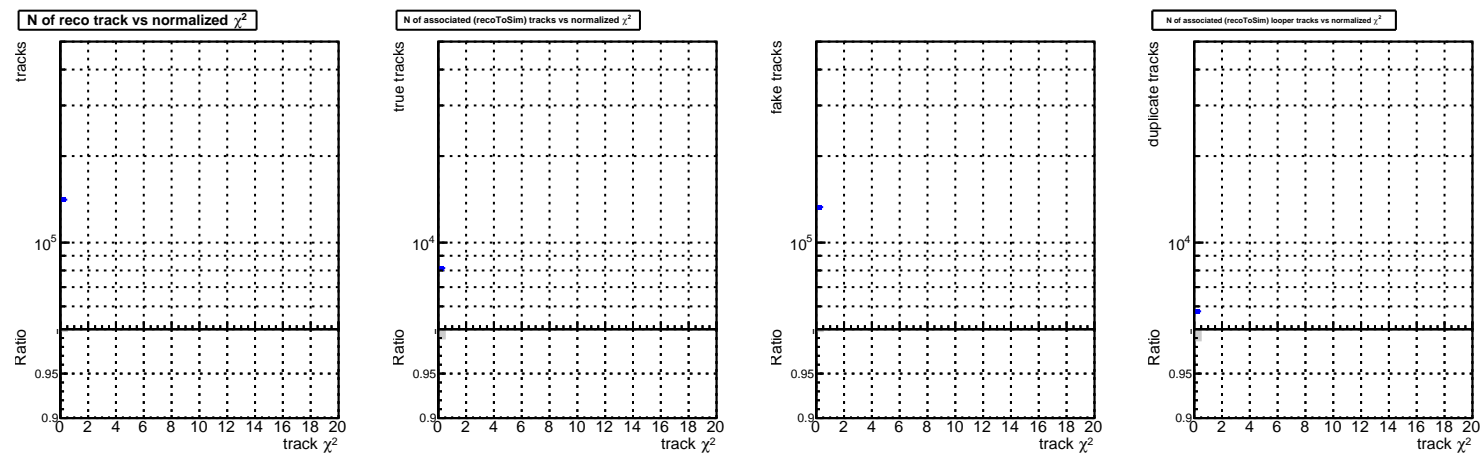 N of reco track vs normalized χ²
tracks
10⁵
Ratio
0.95
0.9
0 2 4 6 8 10 12 14 16 18 20
track χ²
N of associated (recoToSim) tracks vs normalized χ²
true tracks
10⁴
Ratio
0.95
0.9
0 2 4 6 8 10 12 14 16 18 20
track χ²
fake tracks
10⁵
Ratio
0.95
0.9
0 2 4 6 8 10 12 14 16 18 20
track χ²
N of associated (recoToSim) looper tracks vs normalized χ²
duplicate tracks
10⁴
Ratio
0.95
0.9
0 2 4 6 8 10 12 14 16 18 20
track χ²